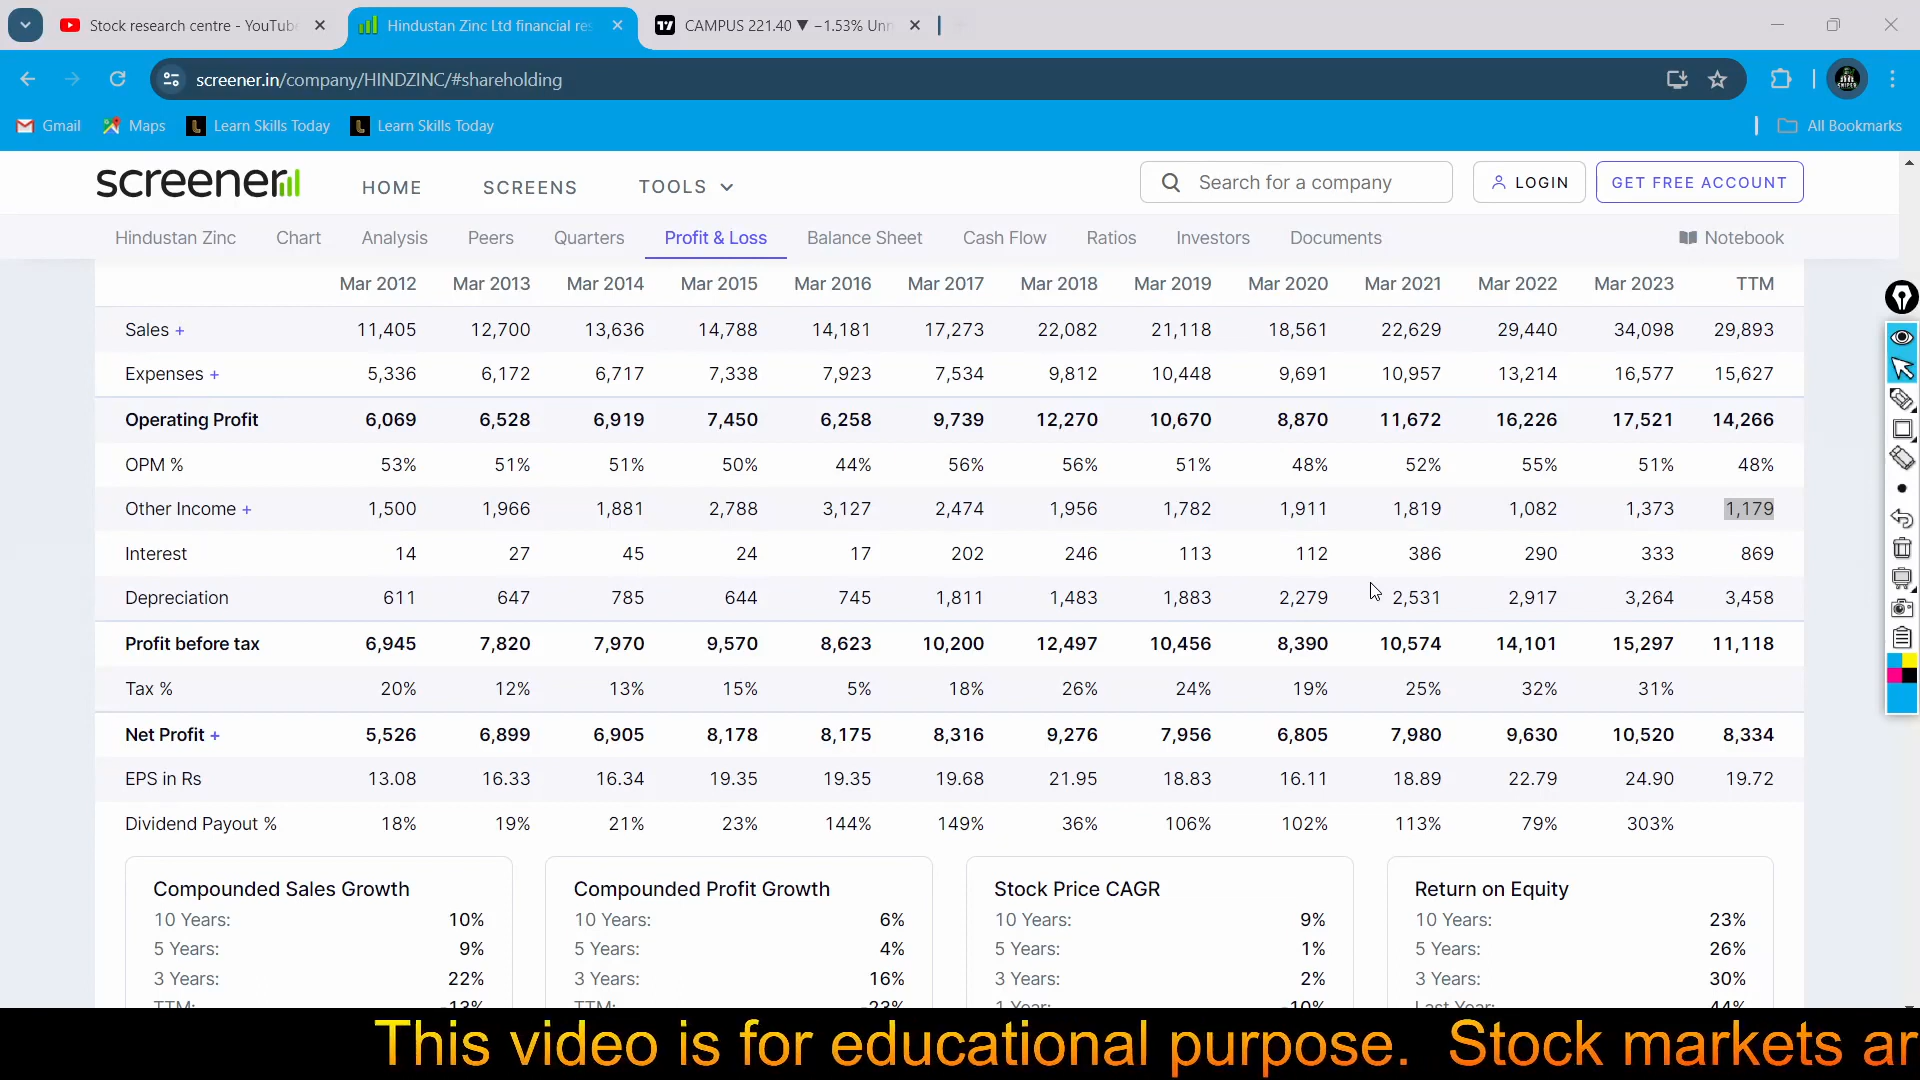 Stock research centre - YouTub
Hindustan Zinc Ltd financial res
CAMPUS 221.40 ▼ −1.53% Unn
screener.in/company/HINDZINC/#shareholding
Gmail Maps Learn Skills Today Learn Skills Today All Bookmarks
screener HOME SCREENS TOOLS Search for a company LOGIN GET FREE ACCOUNT
Hindustan Zinc Chart Analysis Peers Quarters Profit & Loss Balance Sheet Cash Flow Ratios Investors Documents Notebook
Mar 2012 Mar 2013 Mar 2014 Mar 2015 Mar 2016 Mar 2017 Mar 2018 Mar 2019 Mar 2020 Mar 2021 Mar 2022 Mar 2023 TTM
Sales + 11,405 12,700 13,636 14,788 14,181 17,273 22,082 21,118 18,561 22,629 29,440 34,098 29,893
Expenses + 5,336 6,172 6,717 7,338 7,923 7,534 9,812 10,448 9,691 10,957 13,214 16,577 15,627
Operating Profit 6,069 6,528 6,919 7,450 6,258 9,739 12,270 10,670 8,870 11,672 16,226 17,521 14,266
OPM % 53% 51% 51% 50% 44% 56% 56% 51% 48% 52% 55% 51% 48%
Other Income + 1,500 1,966 1,881 2,788 3,127 2,474 1,956 1,782 1,911 1,819 1,082 1,373 1,179
Interest 14 27 45 24 17 202 246 113 112 386 290 333 869
Depreciation 611 647 785 644 745 1,811 1,483 1,883 2,279 2,531 2,917 3,264 3,458
Profit before tax 6,945 7,820 7,970 9,570 8,623 10,200 12,497 10,456 8,390 10,574 14,101 15,297 11,118
Tax % 20% 12% 13% 15% 5% 18% 26% 24% 19% 25% 32% 31%
Net Profit + 5,526 6,899 6,905 8,178 8,175 8,316 9,276 7,956 6,805 7,980 9,630 10,520 8,334
EPS in Rs 13.08 16.33 16.34 19.35 19.35 19.68 21.95 18.83 16.11 18.89 22.79 24.90 19.72
Dividend Payout % 18% 19% 21% 23% 144% 149% 36% 106% 102% 113% 79% 303%
Compounded Sales Growth Compounded Profit Growth Stock Price CAGR Return on Equity
10 Years: 10% 10 Years: 6% 10 Years: 9% 10 Years: 23%
5 Years: 9% 5 Years: 4% 5 Years: 1% 5 Years: 26%
3 Years: 22% 3 Years: 16% 3 Years: 2% 3 Years: 30%
TTM: -13% TTM: -23% 1 Year: -10% Last Year: 44%
This video is for educational purpose. Stock markets ar